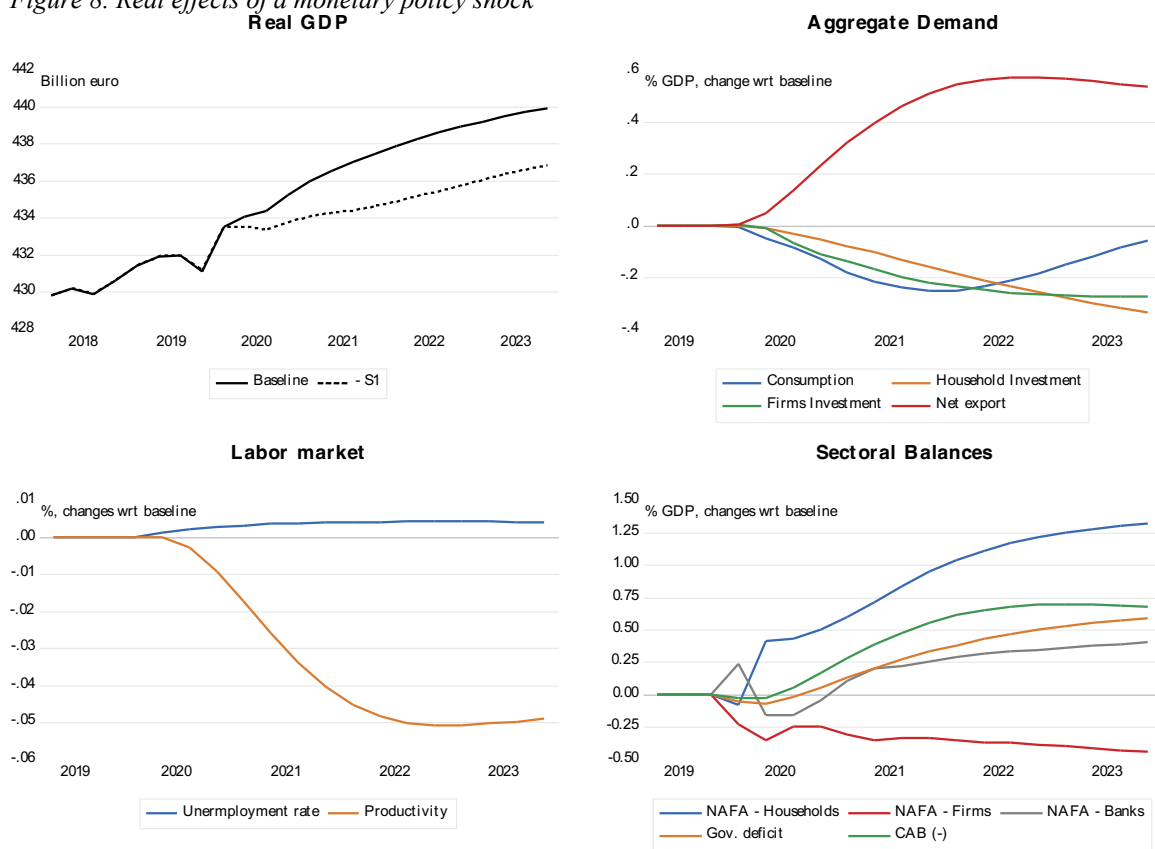 Figure 8. Real effects of a monetary policy shock
Real GDP
442
Billion euro
440
438
436
434
432
430
428
2018 2019 2020 2021 2022 2023
Baseline - S1
Aggregate Demand
.6
% GDP, change wrt baseline
.4
.2
.0
-.2
-.4
2019 2020 2021 2022 2023
Consumption Household Investment
Firms Investment Net export
Labor market
.01
%, changes wrt baseline
.00
-.01
-.02
-.03
-.04
-.05
-.06
2019 2020 2021 2022 2023
Unermployment rate Productivity
Sectoral Balances
1.50
% GDP, changes wrt baseline
1.25
1.00
0.75
0.50
0.25
0.00
-0.25
-0.50
2019 2020 2021 2022 2023
NAFA - Households NAFA - Firms NAFA - Banks
Gov. deficit CAB (-)